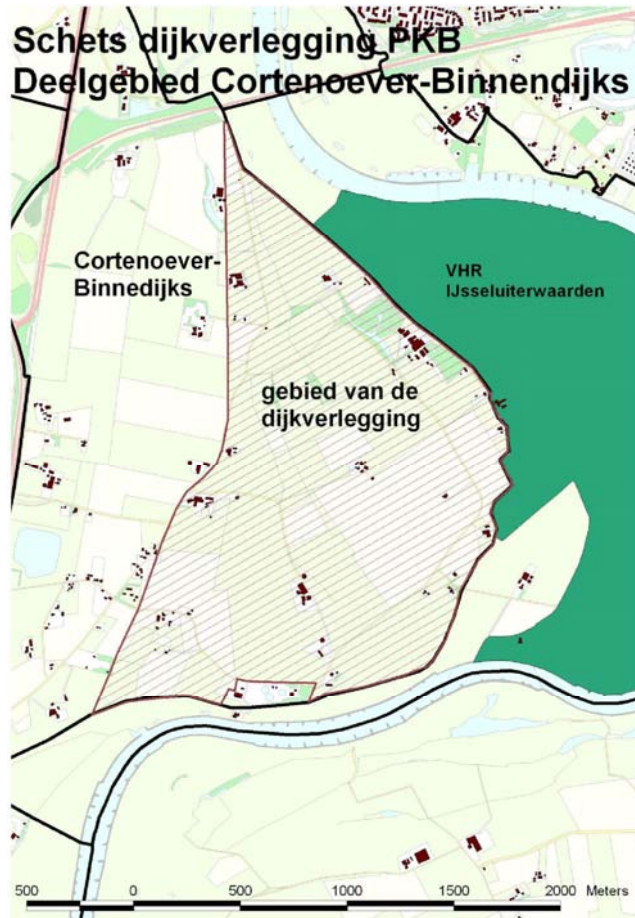 Schets dijkverlegging PKB
Deelgebied Cortenoever-Binnendijks
Cortenoever-
Binnedijks
VHR
IJsseluiterwaarden
gebied van de
dijkverlegging
500 0 500 1000 1500 2000 Meters